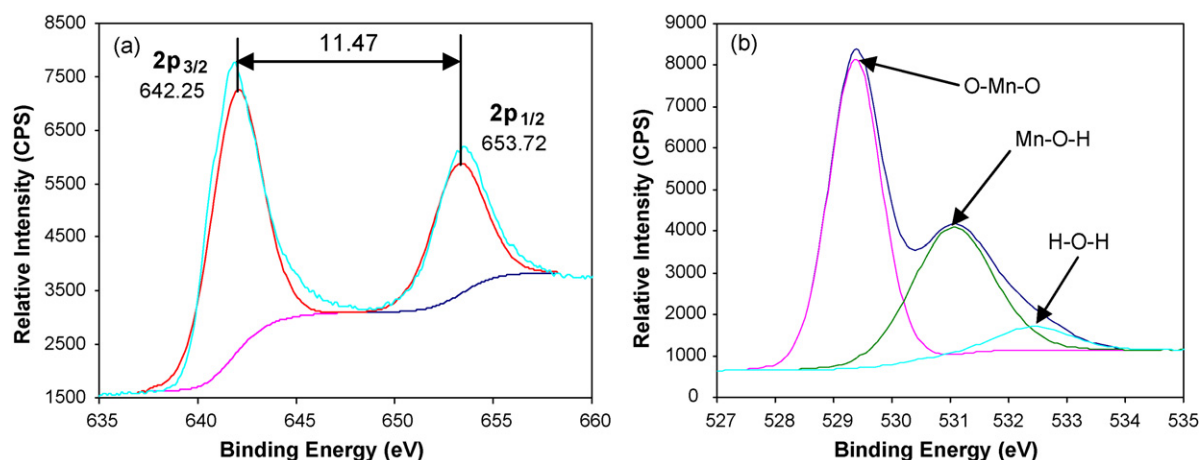 (a)
2p3/2
642.25
11.47
2p1/2
653.72
8500
7500
6500
5500
4500
3500
2500
1500
Relative Intensity (CPS)
635 640 645 650 655 660
Binding Energy (eV)
(b)
O-Mn-O
Mn-O-H
H-O-H
9000
8000
7000
6000
5000
4000
3000
2000
1000
0
Relative Intensity (CPS)
527 528 529 530 531 532 533 534 535
Binding Energy (eV)